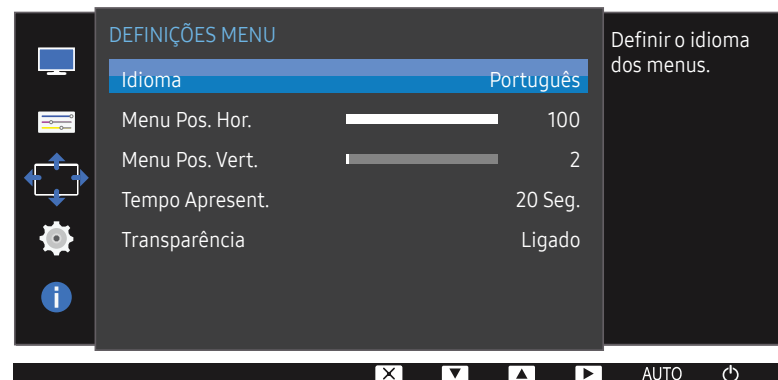 DEFINIÇÕES MENU
Idioma Português
Menu Pos. Hor. 100
Menu Pos. Vert. 2
Tempo Apresent. 20 Seg.
Transparência Ligado
Definir o idioma
dos menus.
AUTO